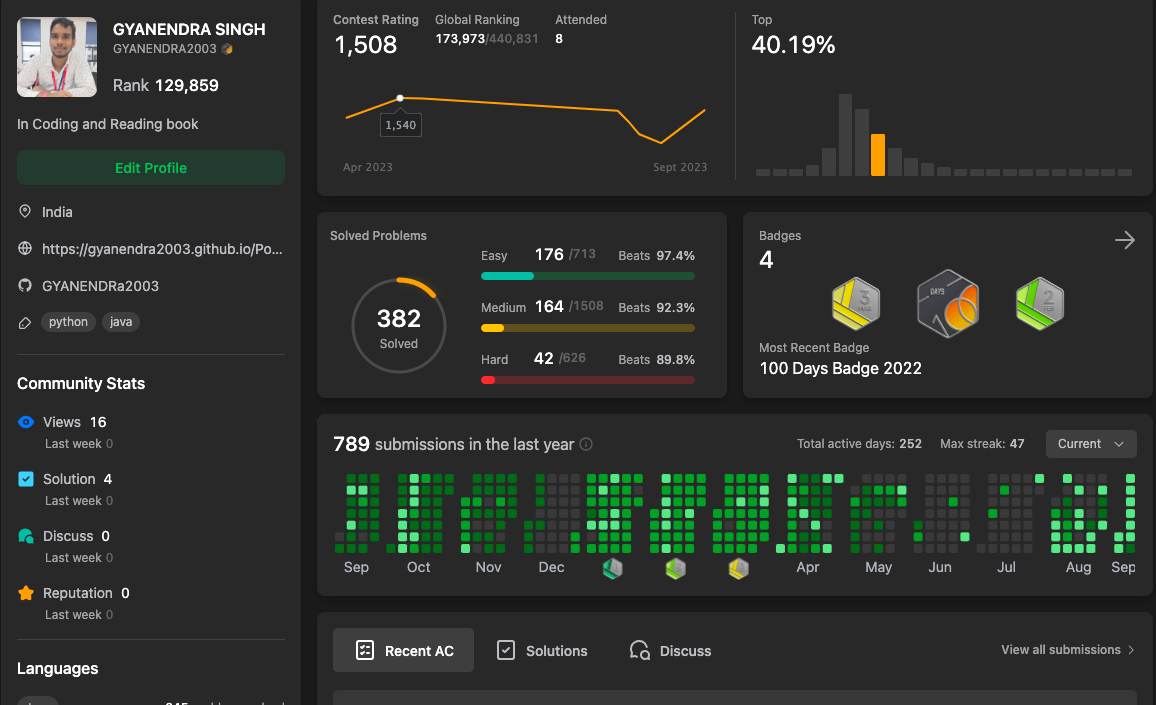 GYANENDRA SINGH
GYANENDRA2003
Rank 129,859
In Coding and Reading book
Edit Profile
India
https://gyanendra2003.github.io/Po...
GYANENDRa2003
python java
Community Stats
Views 16
Last week 0
Solution 4
Last week 0
Discuss 0
Last week 0
Reputation 0
Last week 0
Languages
Contest Rating
1,508
Global Ranking
173,973/440,831
Attended
8
1,540
Apr 2023
Sept 2023
Top
40.19%
Solved Problems
382
Solved
Easy 176 /713 Beats 97.4%
Medium 164 /1508 Beats 92.3%
Hard 42 /626 Beats 89.8%
Badges
4
3
MAR
DAYS
2
FEB
Most Recent Badge
100 Days Badge 2022
789 submissions in the last year
Total active days: 252 Max streak: 47 Current
Sep Oct Nov Dec Apr May Jun Jul Aug Sep
Recent AC Solutions Discuss View all submissions